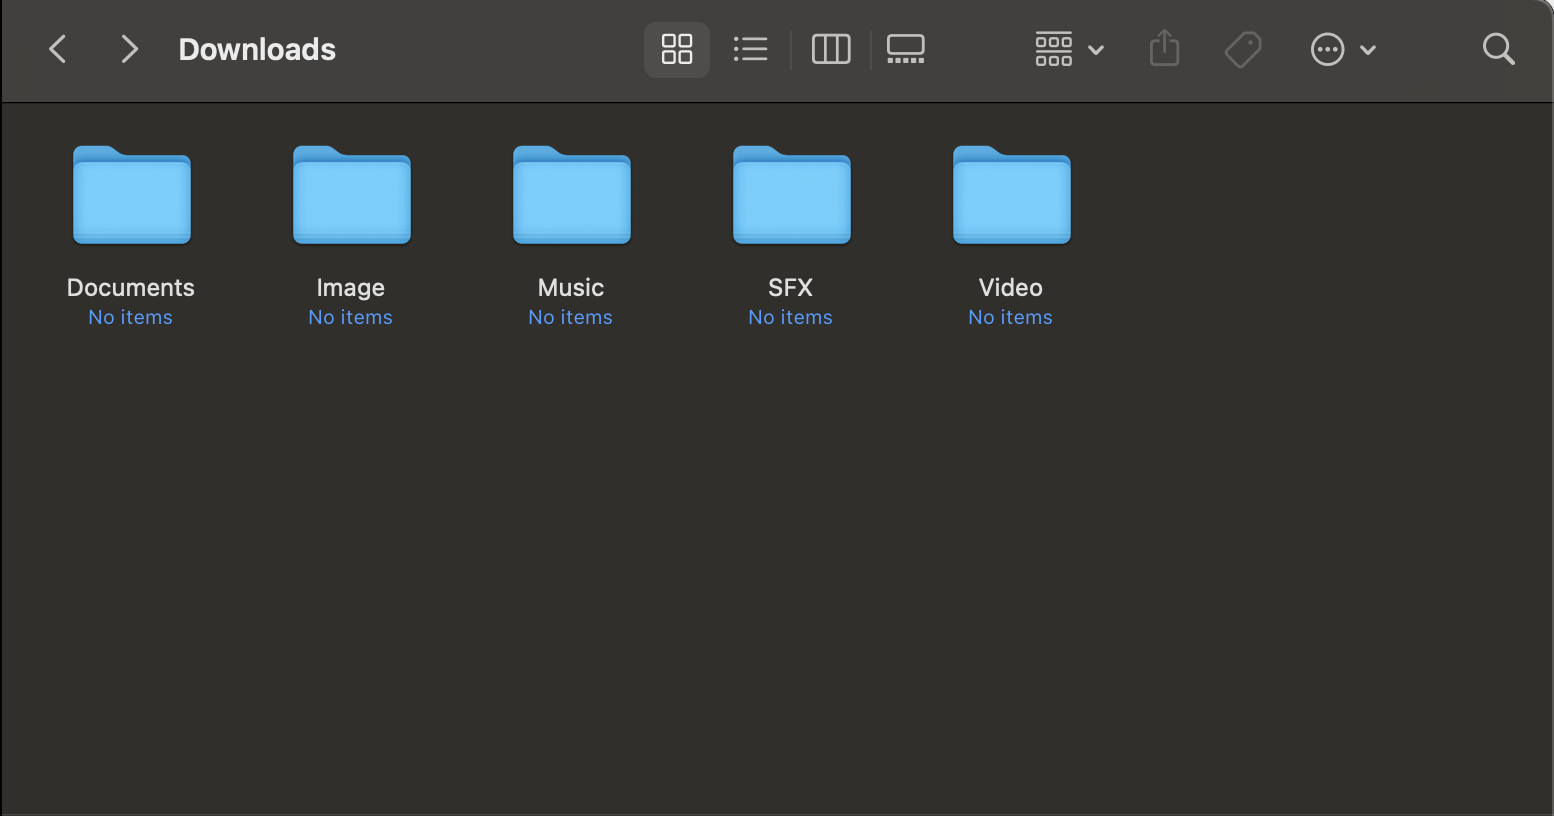 Downloads
Documents
No items
Image
No items
Music
No items
SFX
No items
Video
No items